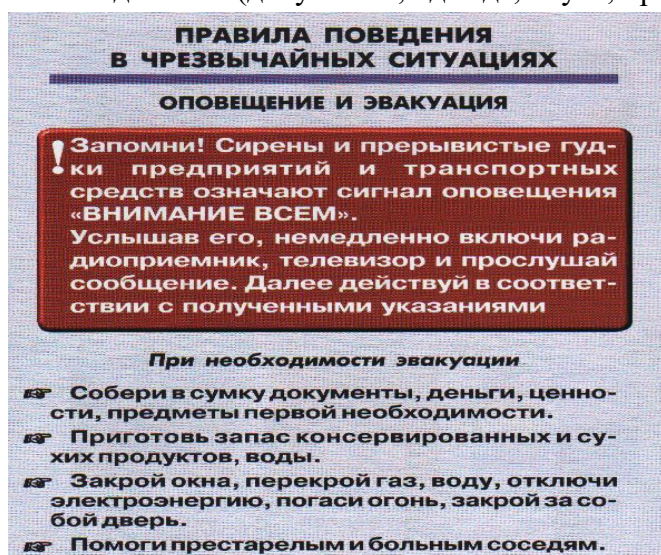 ПРАВИЛА ПОВЕДЕНИЯ
В ЧРЕЗВЫЧАЙНЫХ СИТУАЦИЯХ
ОПОВЕЩЕНИЕ И ЭВАКУАЦИЯ
! Запомни! Сирены и прерывистые гуд-
ки предприятий и транспортных
средств означают сигнал оповещения
«ВНИМАНИЕ ВСЕМ».
Услышав его, немедленно включи ра-
диоприемник, телевизор и прослушай
сообщение. Далее действуй в соответ-
ствии с полученными указаниями
При необходимости эвакуации
☞ Собери в сумку документы, деньги, ценно-
сти, предметы первой необходимости.
☞ Приготовь запас консервированных и су-
хих продуктов, воды.
☞ Закрой окна, перекрой газ, воду, отключи
электроэнергию, погаси огонь, закрой за со-
бой дверь.
☞ Помоги престарелым и больным соседям.